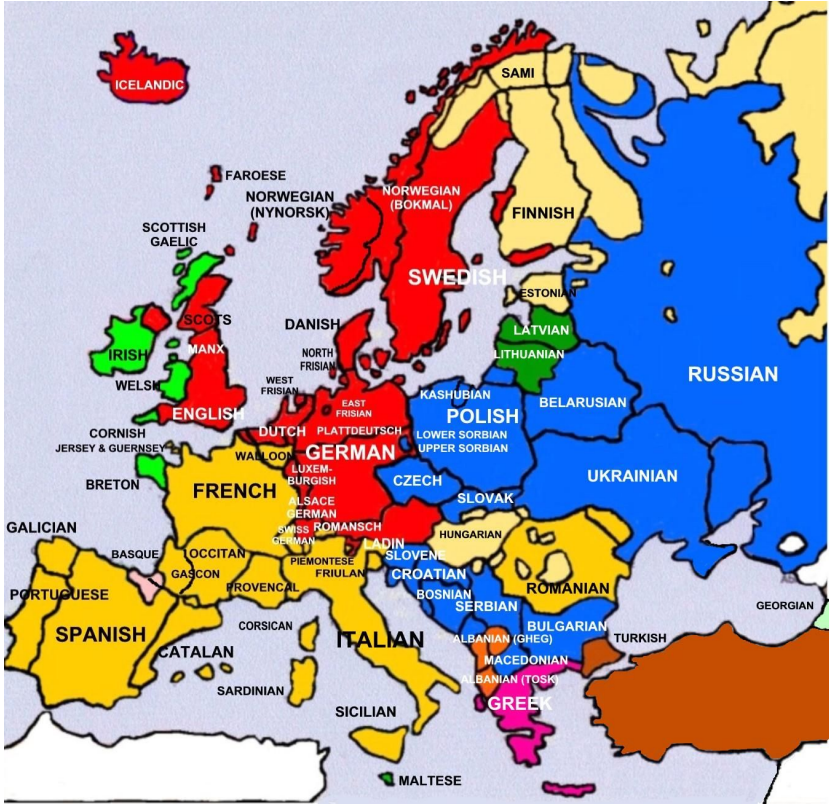 ICELANDIC
SAMI
FAROESE
NORWEGIAN
(NYNORSK)
NORWEGIAN
(BOKMAL)
FINNISH
SCOTTISH
GAELIC
SWEDISH
ESTONIAN
SCOTS
DANISH
LATVIAN
IRISH
MANX
NORTH
FRISIAN
LITHUANIAN
RUSSIAN
WELSH
WEST
FRISIAN
KASHUBIAN
BELARUSIAN
ENGLISH
EAST
FRISIAN
POLISH
CORNISH
DUTCH
PLATTDEUTSCH
LOWER SORBIAN
UPPER SORBIAN
JERSEY & GUERNSEY
WALLOON
GERMAN
BRETON
FRENCH
LUXEM-
BURGISH
CZECH
UKRAINIAN
SLOVAK
ALSACE
GERMAN
GALICIAN
SWISS
GERMAN
ROMANSCH
HUNGARIAN
LADIN
BASQUE
OCCITAN
SLOVENE
GASCON
PIEMONTESE
FRIULAN
CROATIAN
PORTUGUESE
PROVENCAL
BOSNIAN
ROMANIAN
SERBIAN
GEORGIAN
SPANISH
CORSICAN
ITALIAN
BULGARIAN
TURKISH
ALBANIAN (GHEG)
CATALAN
MACEDONIAN
ALBANIAN (TOSK)
SARDINIAN
GREEK
SICILIAN
MALTESE